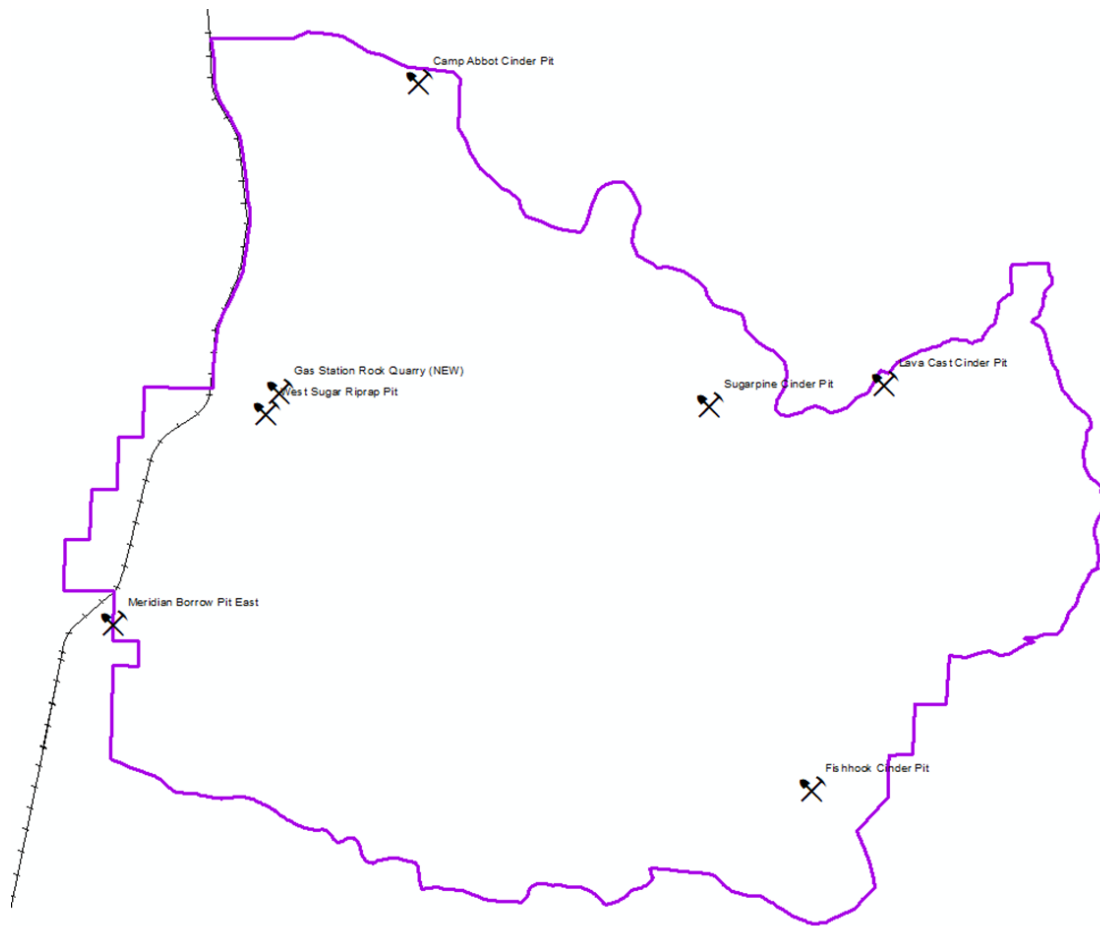 Camp Abbot Cinder Pit
Lava Cast Cinder Pit
Gas Station Rock Quarry (NEW)
Sugarpine Cinder Pit
West Sugar Riprap Pit
Meridian Borrow Pit East
Fishhook Cinder Pit